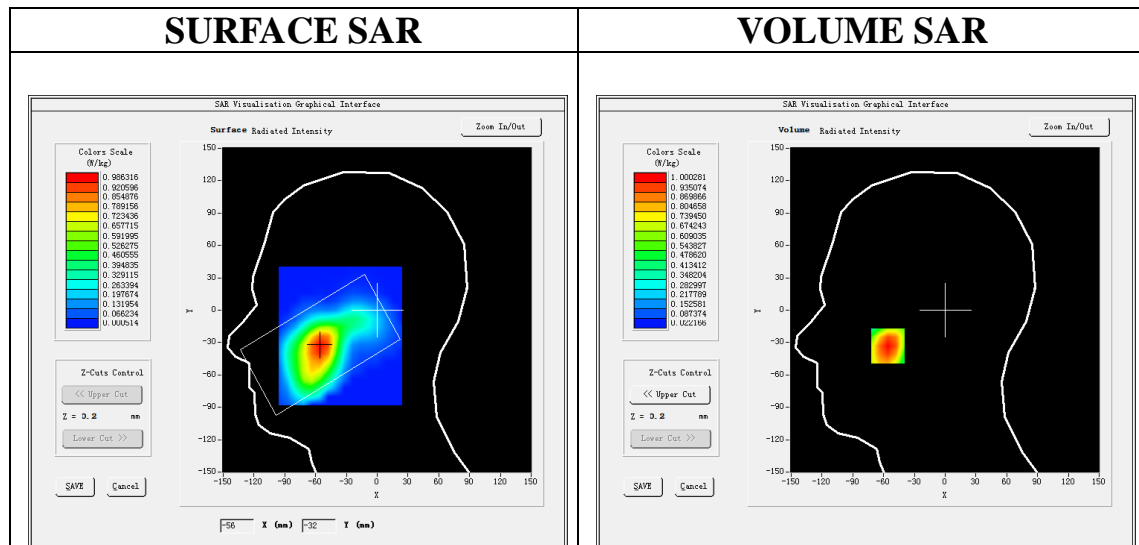 SURFACE SAR
SAR Visualisation Graphical Interface
Surface Radiated Intensity
Zoom In/Out
Colors Scale
(W/kg)
0.986316
0.920596
0.854876
0.789156
0.723436
0.657715
0.591995
0.526275
0.460555
0.394835
0.329115
0.263394
0.197674
0.131954
0.066234
0.000514
Z-Cuts Control
<< Upper Cut
Z = 0.2 mm
Lower Cut >>
SAVE Cancel
150
120
90
60
30
0
-30
-60
-90
-120
-150
Y
-150 -120 -90 -60 -30 0 30 60 90 120 150
X
-56 X (mm) -32 Y (mm)
VOLUME SAR
SAR Visualisation Graphical Interface
Volume Radiated Intensity
Zoom In/Out
Colors Scale
(W/kg)
1.000281
0.935074
0.869866
0.804658
0.739450
0.674243
0.609035
0.543827
0.478620
0.413412
0.348204
0.282997
0.217789
0.152581
0.087374
0.022166
Z-Cuts Control
<< Upper Cut
Z = 0.2 mm
Lower Cut >>
SAVE Cancel
150
120
90
60
30
0
-30
-60
-90
-120
-150
Y
-150 -120 -90 -60 -30 0 30 60 90 120 150
X